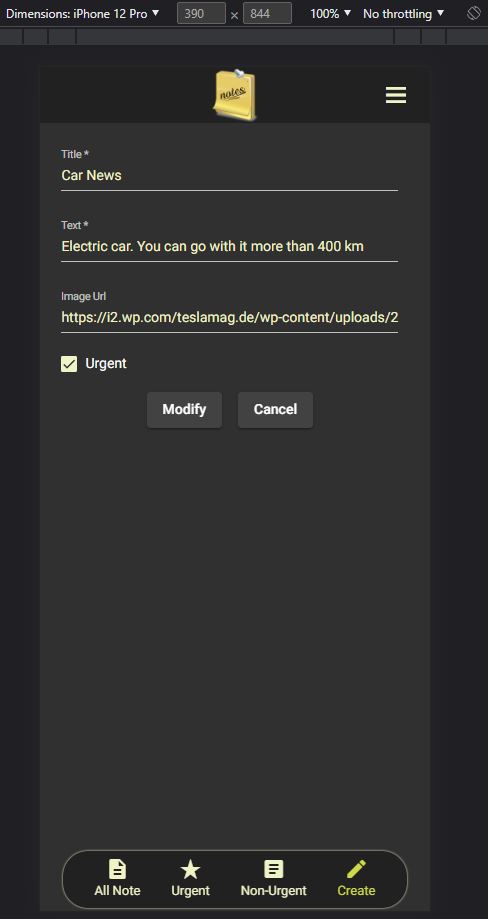 Dimensions: iPhone 12 Pro 390 × 844 100% No throttling
notes
Title *
Car News
Text *
Electric car. You can go with it more than 400 km
Image Url
https://i2.wp.com/teslamag.de/wp-content/uploads/2
Urgent
Modify Cancel
All Note Urgent Non-Urgent Create